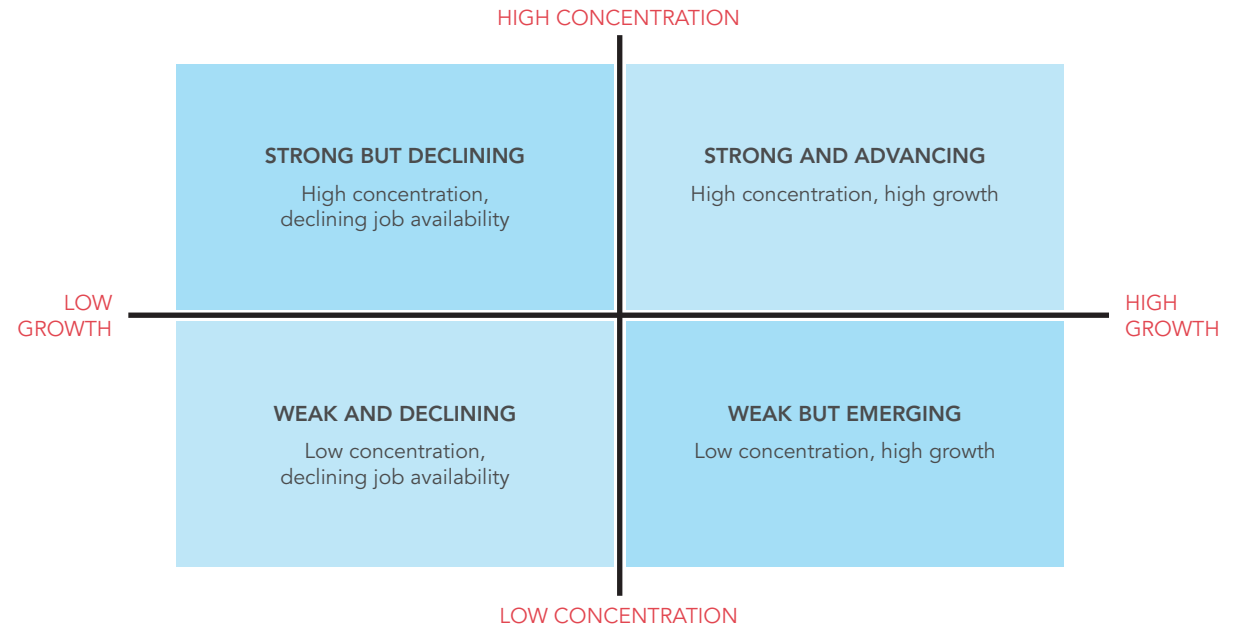 HIGH CONCENTRATION
STRONG BUT DECLINING
High concentration,
declining job availability
STRONG AND ADVANCING
High concentration, high growth
LOW
GROWTH
HIGH
GROWTH
WEAK AND DECLINING
Low concentration,
declining job availability
WEAK BUT EMERGING
Low concentration, high growth
LOW CONCENTRATION